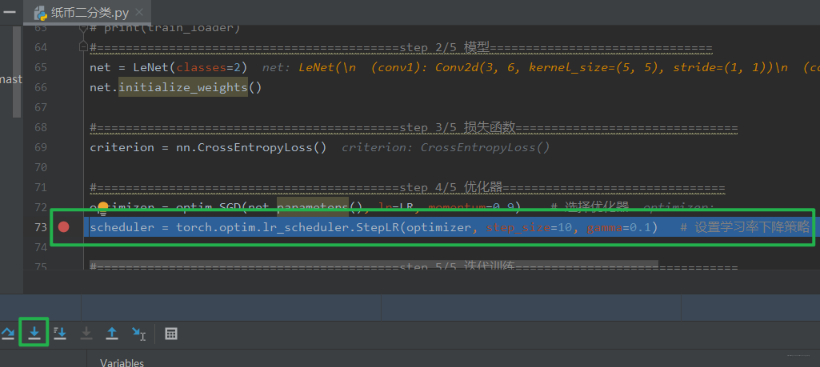 纸币二分类.py
63 # print(train_loader)
64 #==========================================step 2/5 模型===============================
65 net = LeNet(classes=2) net: LeNet(\n (conv1): Conv2d(3, 6, kernel_size=(5, 5), stride=(1, 1))\n (co
mast
66 net.initialize_weights()
67
68 #==========================================step 3/5 损失函数===============================
69 criterion = nn.CrossEntropyLoss() criterion: CrossEntropyLoss()
70
71 #==========================================step 4/5 优化器===============================
72 optimizer = optim.SGD(net.parameters(), lr=LR, momentum=0.9) # 选择优化器 optimizer:
73 scheduler = torch.optim.lr_scheduler.StepLR(optimizer, step_size=10, gamma=0.1) # 设置学习率下降策略
74
75 #==========================================step 5/5 迭代训练===============================
Variables